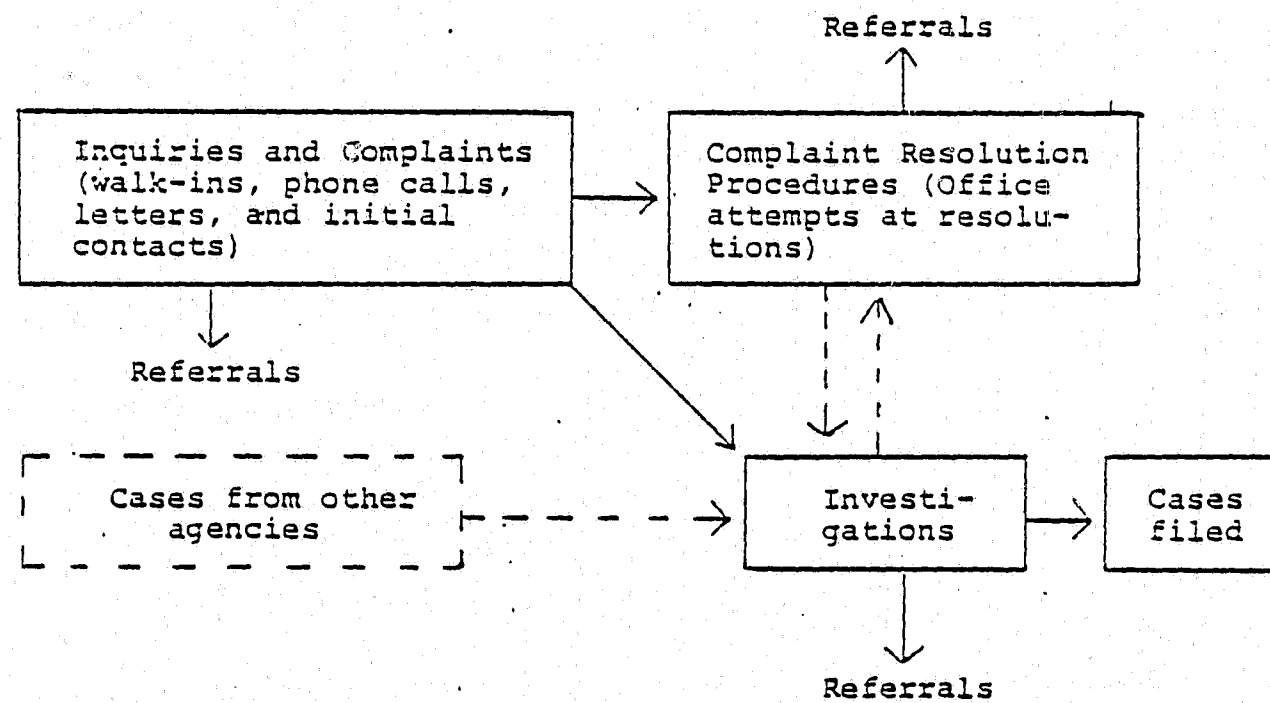 Referrals
Inquiries and Complaints
(walk-ins, phone calls,
letters, and initial
contacts)
Complaint Resolution
Procedures (Office
attempts at resolu-
tions)
Referrals
Cases from other
agencies
Investi-
gations
Cases
filed
Referrals